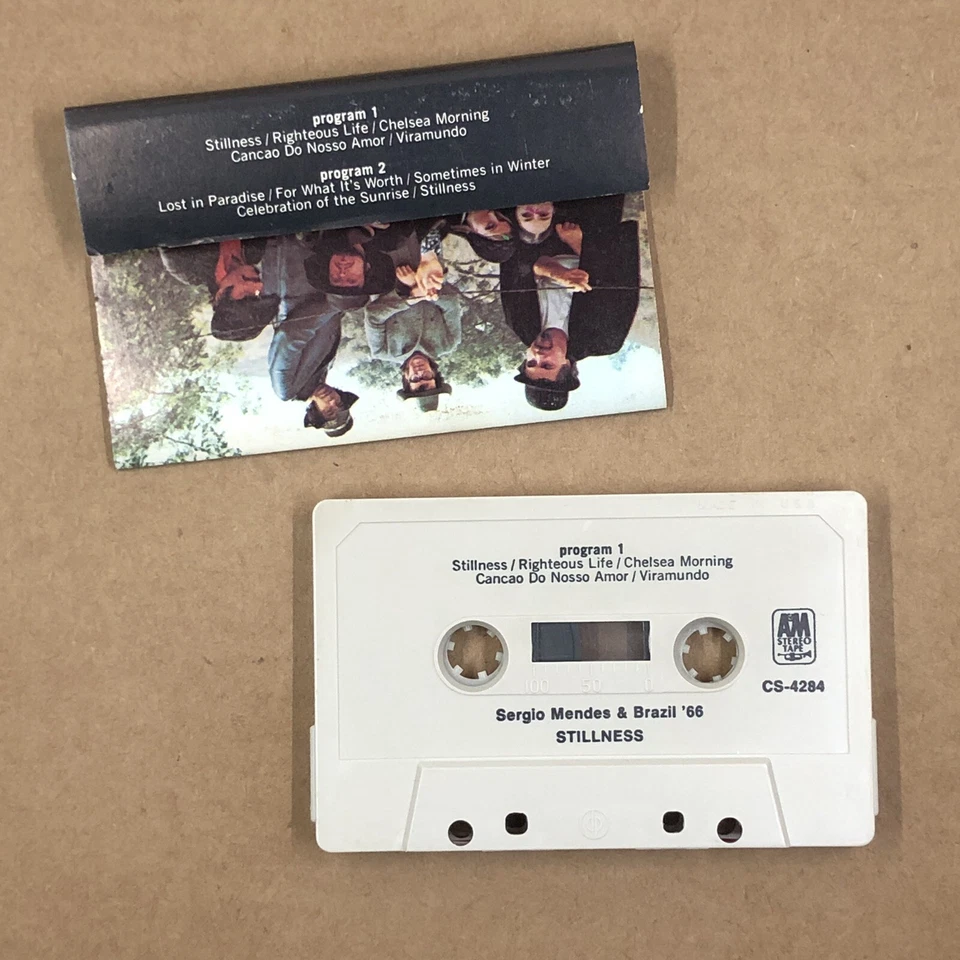 program 1
Stillness / Righteous Life / Chelsea Morning
Cancao Do Nosso Amor / Viramundo
program 2
Lost in Paradise / For What It's Worth / Sometimes in Winter
Celebration of the Sunrise / Stillness
program 1
Stillness / Righteous Life / Chelsea Morning
Cancao Do Nosso Amor / Viramundo
A&M
STEREO
TAPE
100 50 0
CS-4284
Sergio Mendes & Brazil '66
STILLNESS